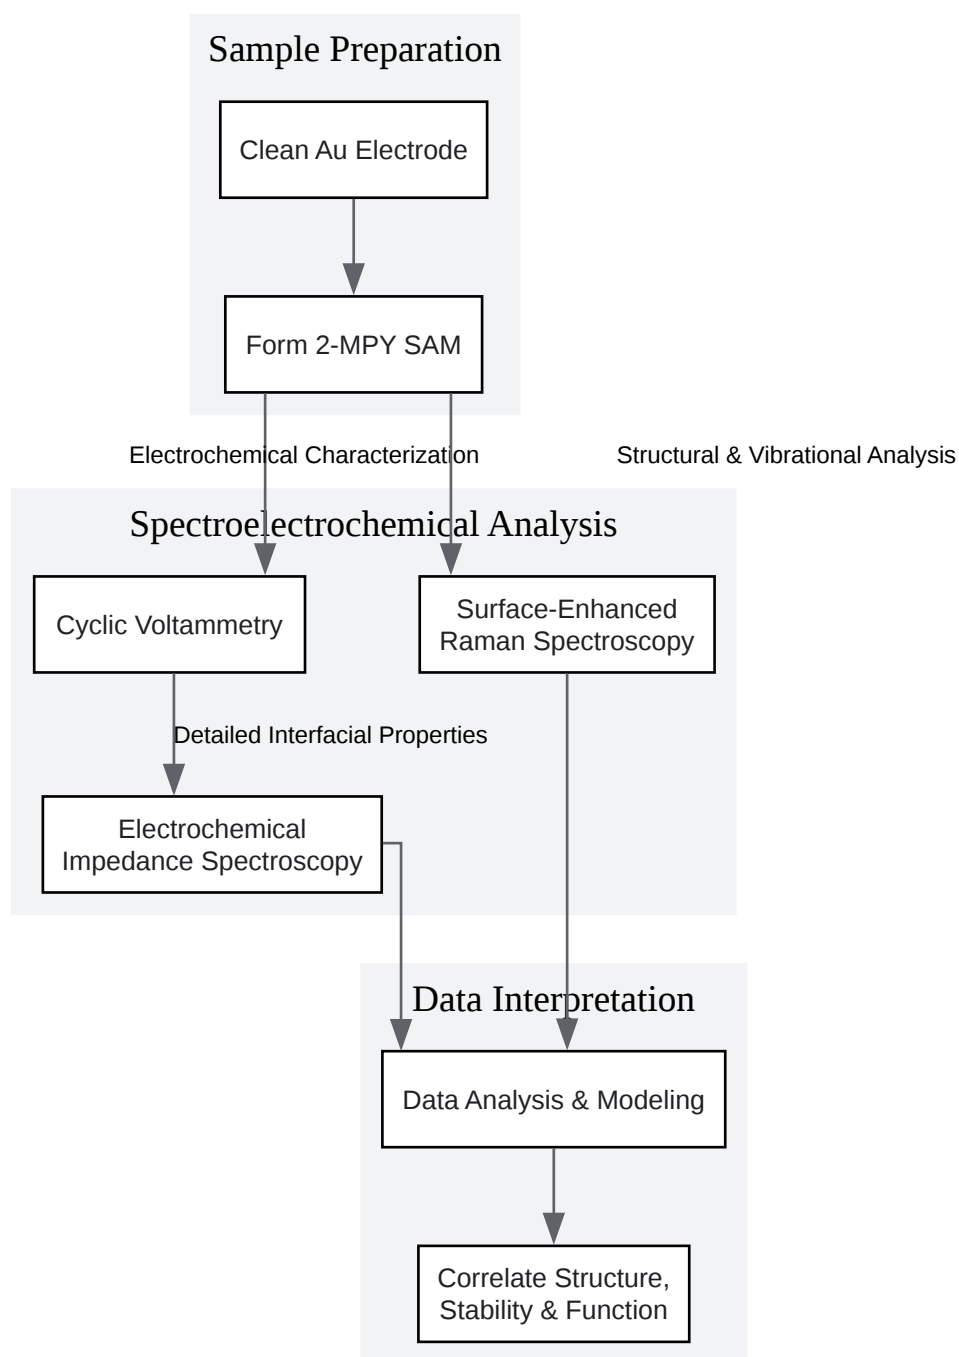 Sample Preparation
Clean Au Electrode
Form 2-MPY SAM
Electrochemical Characterization
Structural & Vibrational Analysis
Spectroelectrochemical Analysis
Cyclic Voltammetry
Surface-Enhanced
Raman Spectroscopy
Detailed Interfacial Properties
Electrochemical
Impedance Spectroscopy
Data Interpretation
Data Analysis & Modeling
Correlate Structure,
Stability & Function